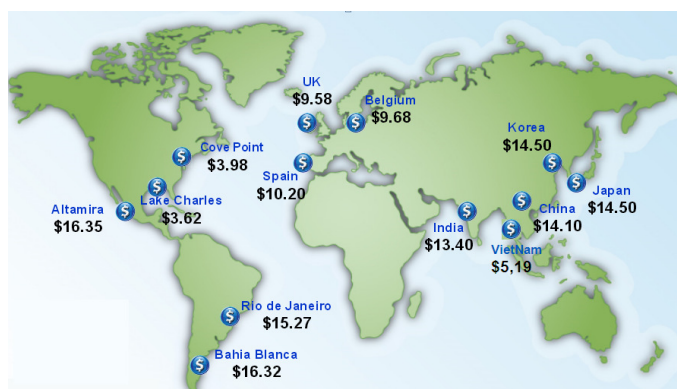 UK
$9.58
Belgium
$9.68
Korea
$14.50
Cove Point
$3.98
Spain
$10.20
Japan
$14.50
Lake Charles
$3.62
Altamira
$16.35
China
$14.10
India
$13.40
VietNam
$5,19
Rio de Janeiro
$15.27
Bahia Blanca
$16.32